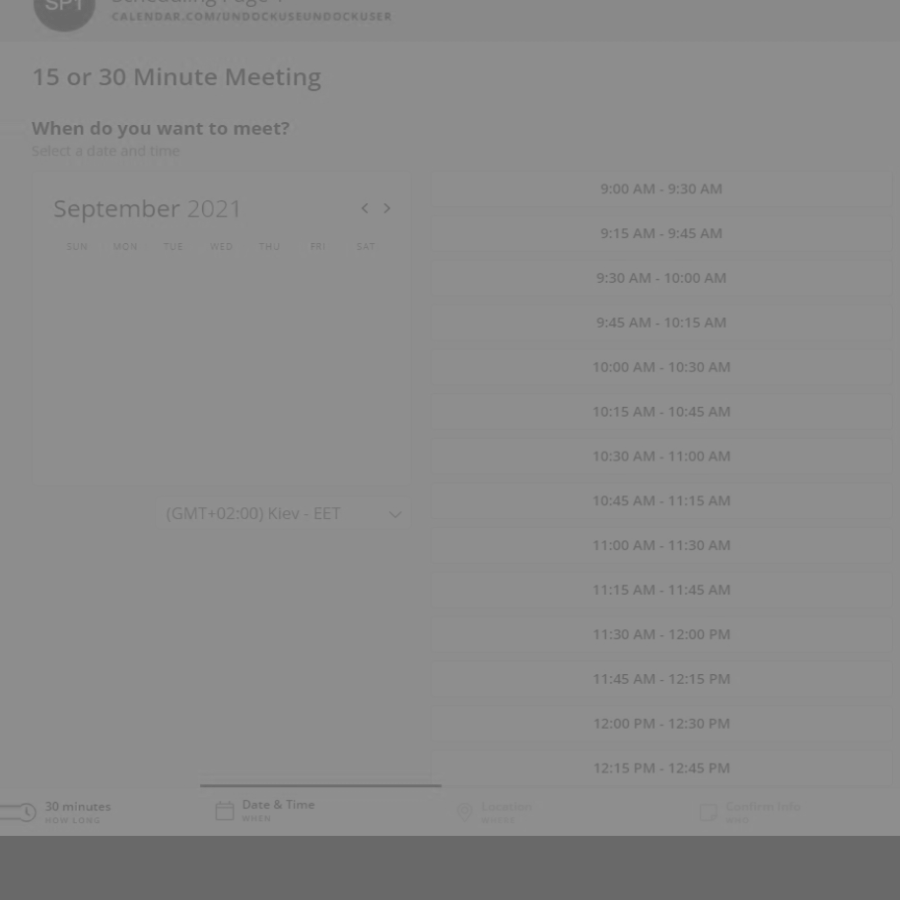 SP1
Scheduling Page 1
CALENDAR.COM/UNDOCKUSEUNDOCKUSER
15 or 30 Minute Meeting
When do you want to meet?
Select a date and time
September 2021
SUN MON TUE WED THU FRI SAT
(GMT+02:00) Kiev - EET
9:00 AM - 9:30 AM
9:15 AM - 9:45 AM
9:30 AM - 10:00 AM
9:45 AM - 10:15 AM
10:00 AM - 10:30 AM
10:15 AM - 10:45 AM
10:30 AM - 11:00 AM
10:45 AM - 11:15 AM
11:00 AM - 11:30 AM
11:15 AM - 11:45 AM
11:30 AM - 12:00 PM
11:45 AM - 12:15 PM
12:00 PM - 12:30 PM
12:15 PM - 12:45 PM
30 minutes
HOW LONG
Date & Time
WHEN
Location
WHERE
Confirm Info
WHO